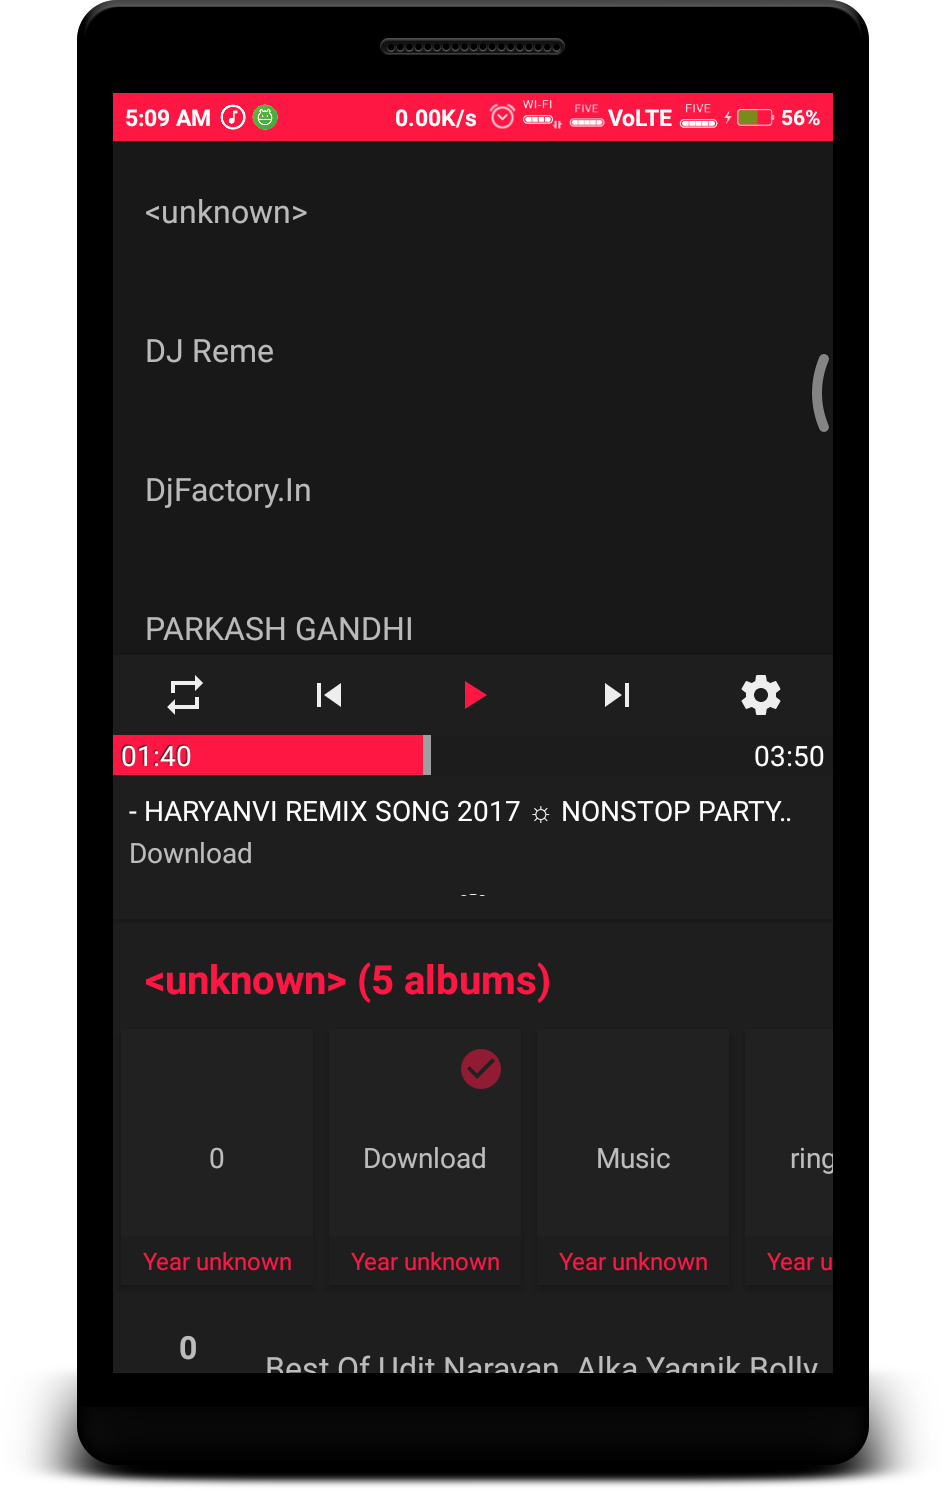 5:09 AM 0.00K/s WI-FI FIVE VoLTE FIVE 56%
<unknown>
DJ Reme
DjFactory.In
PARKASH GANDHI
01:40 03:50
- HARYANVI REMIX SONG 2017 ☼ NONSTOP PARTY..
Download
<unknown> (5 albums)
0 Download Music ring
Year unknown Year unknown Year unknown Year u
0
Best Of Udit Narayan Alka Yagnik Bolly